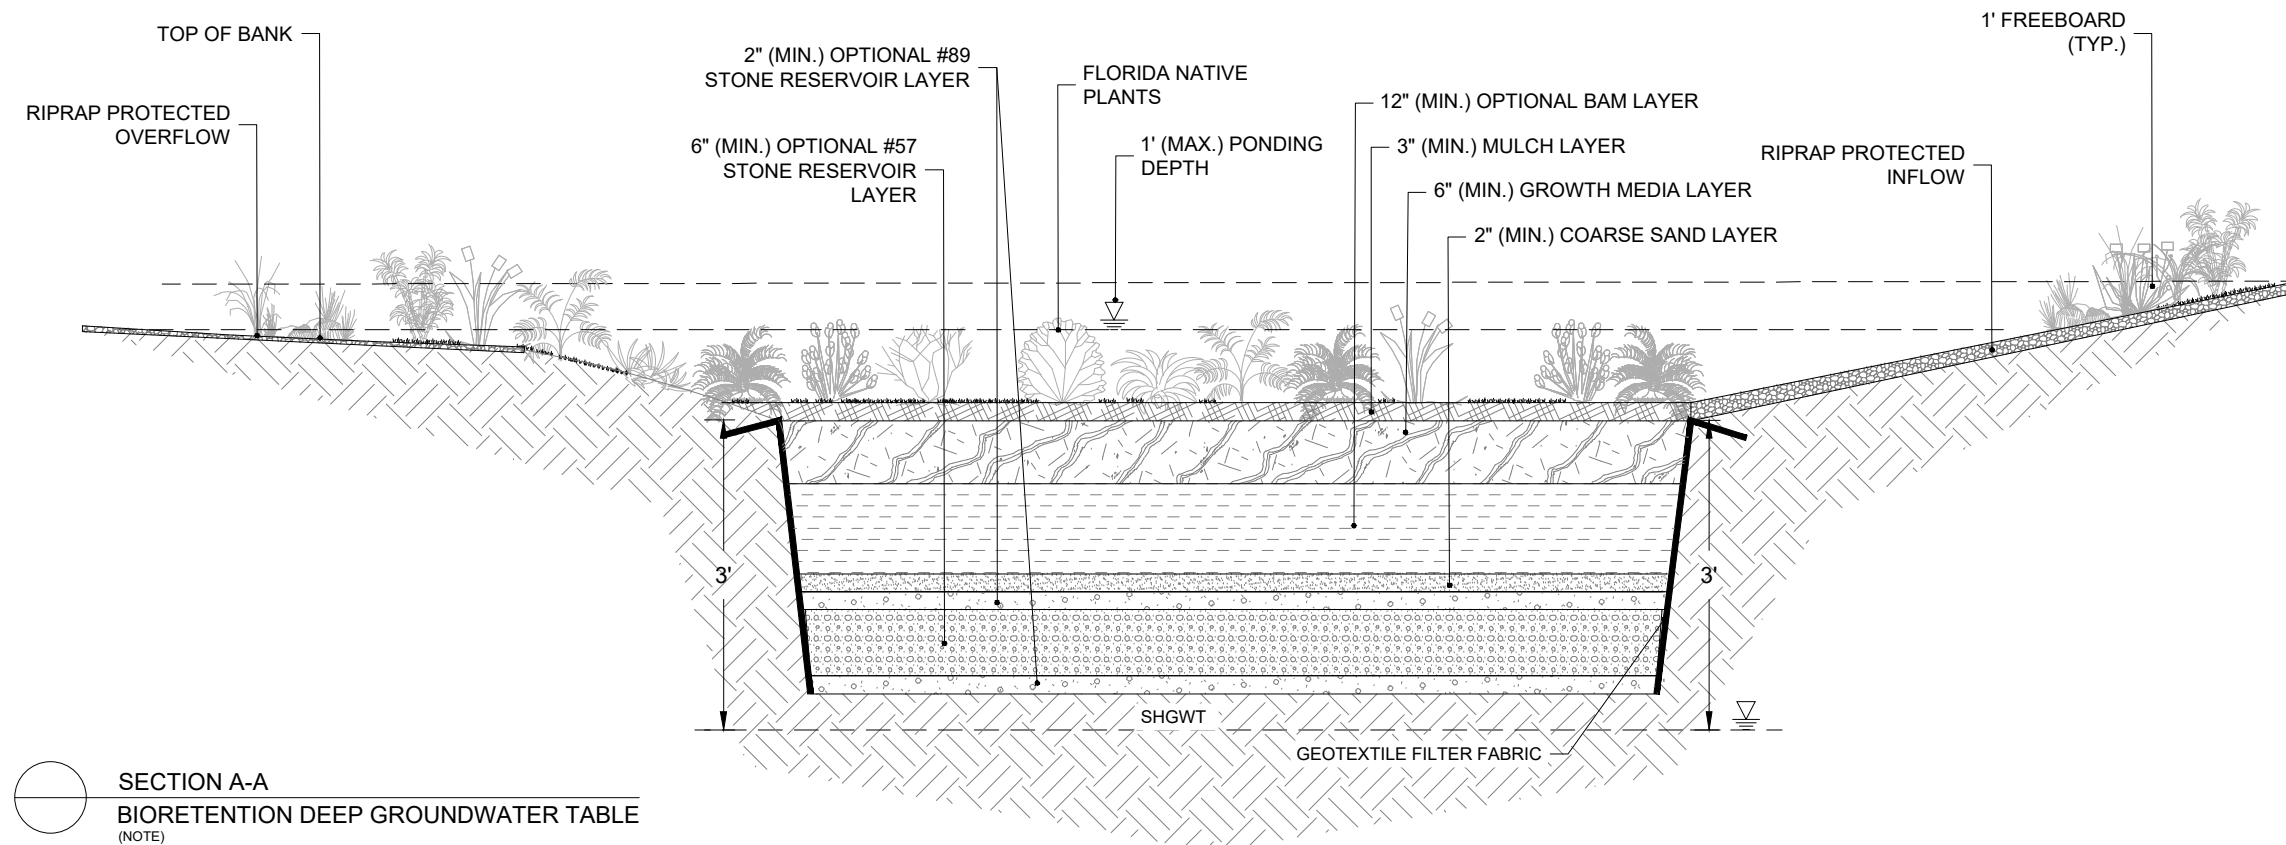 TOP OF BANK
RIPRAP PROTECTED
OVERFLOW
2" (MIN.) OPTIONAL #89
STONE RESERVOIR LAYER
6" (MIN.) OPTIONAL #57
STONE RESERVOIR
LAYER
FLORIDA NATIVE
PLANTS
1' (MAX.) PONDING
DEPTH
12" (MIN.) OPTIONAL BAM LAYER
3" (MIN.) MULCH LAYER
6" (MIN.) GROWTH MEDIA LAYER
2" (MIN.) COARSE SAND LAYER
RIPRAP PROTECTED
INFLOW
1' FREEBOARD
(TYP.)
3'
3'
SHGWT
GEOTEXTILE FILTER FABRIC
SECTION A-A
BIORETENTION DEEP GROUNDWATER TABLE
(NOTE)